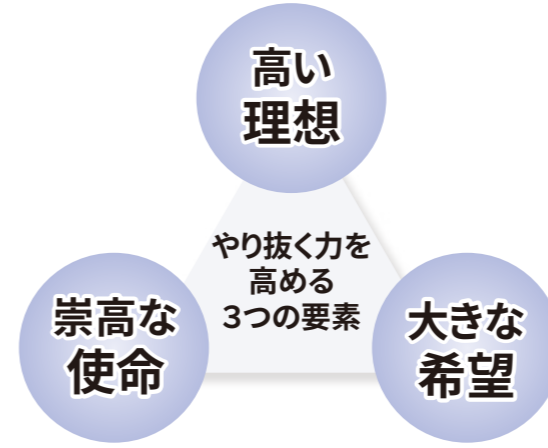 高い
理想
やり抜く力を
高める
3つの要素
崇高な
使命
大きな
希望